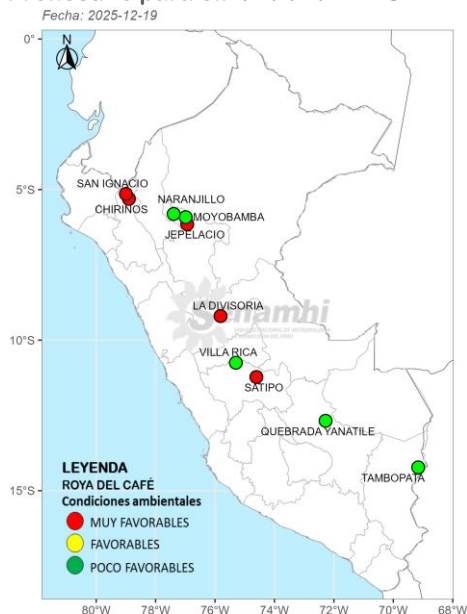 Fecha: 2025-12-19
N
0°
5°S
10°S
15°S
SAN IGNACIO
CHIRINOS
NARANJILLO
MOYOBAMBA
JEPELACIO
LA DIVISORIA
Senamhi
VILLA RICA
SATIPO
QUEBRADA YANATILE
TAMBOPATA
LEYENDA
ROYA DEL CAFÉ
Condiciones ambientales
MUY FAVORABLES
FAVORABLES
POCO FAVORABLES
80°W 78°W 76°W 74°W 72°W 70°W 68°W